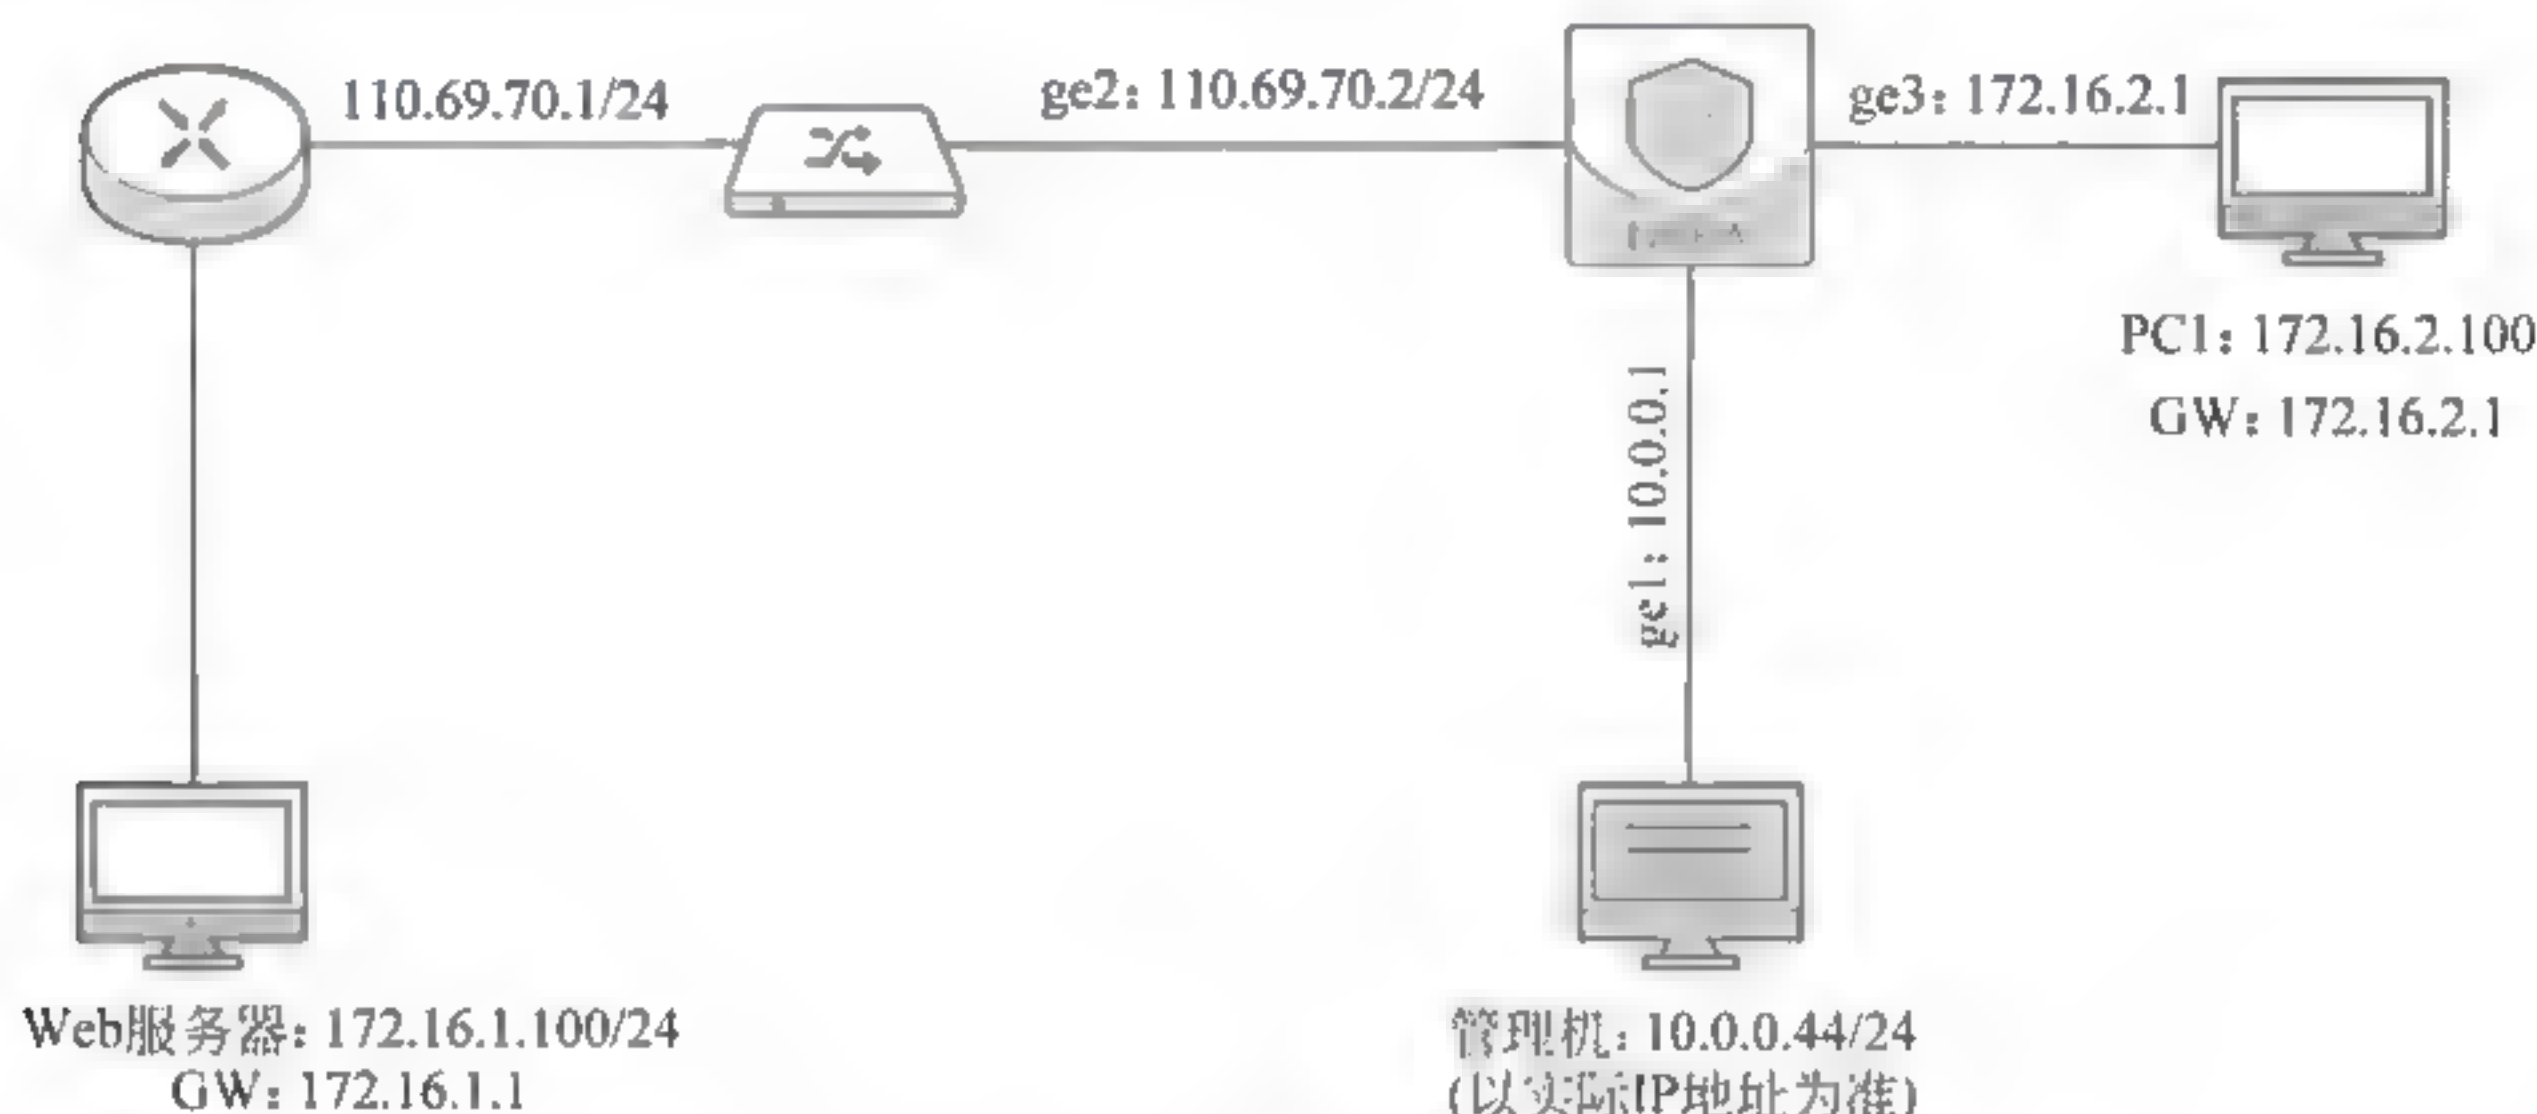 110.69.70.1/24
ge2: 110.69.70.2/24
ge3: 172.16.2.1
PC1: 172.16.2.100
GW: 172.16.2.1
ge1: 10.0.0.1
Web服务器: 172.16.1.100/24
GW: 172.16.1.1
管理机: 10.0.0.44/24
(以实际IP地址为准)